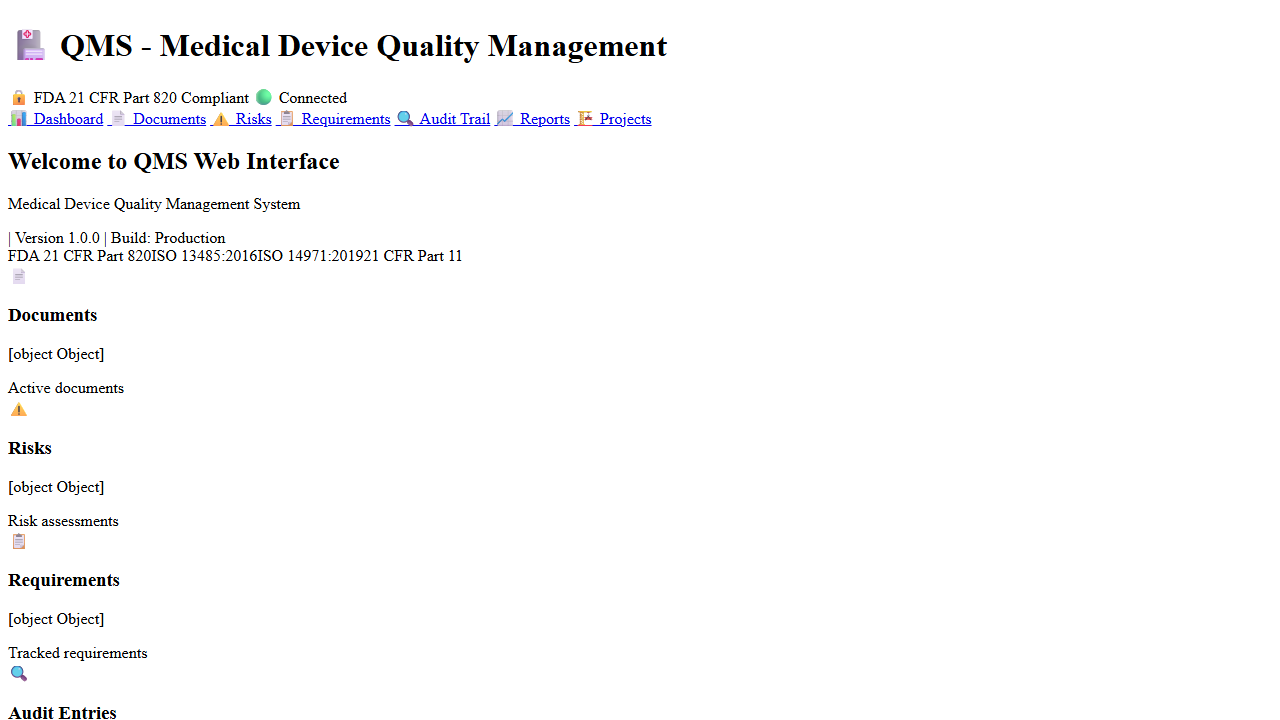 QMS - Medical Device Quality Management
FDA 21 CFR Part 820 Compliant Connected
Dashboard Documents Risks Requirements Audit Trail Reports Projects
Welcome to QMS Web Interface
Medical Device Quality Management System
| Version 1.0.0 | Build: Production
FDA 21 CFR Part 820ISO 13485:2016ISO 14971:201921 CFR Part 11
Documents
[object Object]
Active documents
Risks
[object Object]
Risk assessments
Requirements
[object Object]
Tracked requirements
Audit Entries